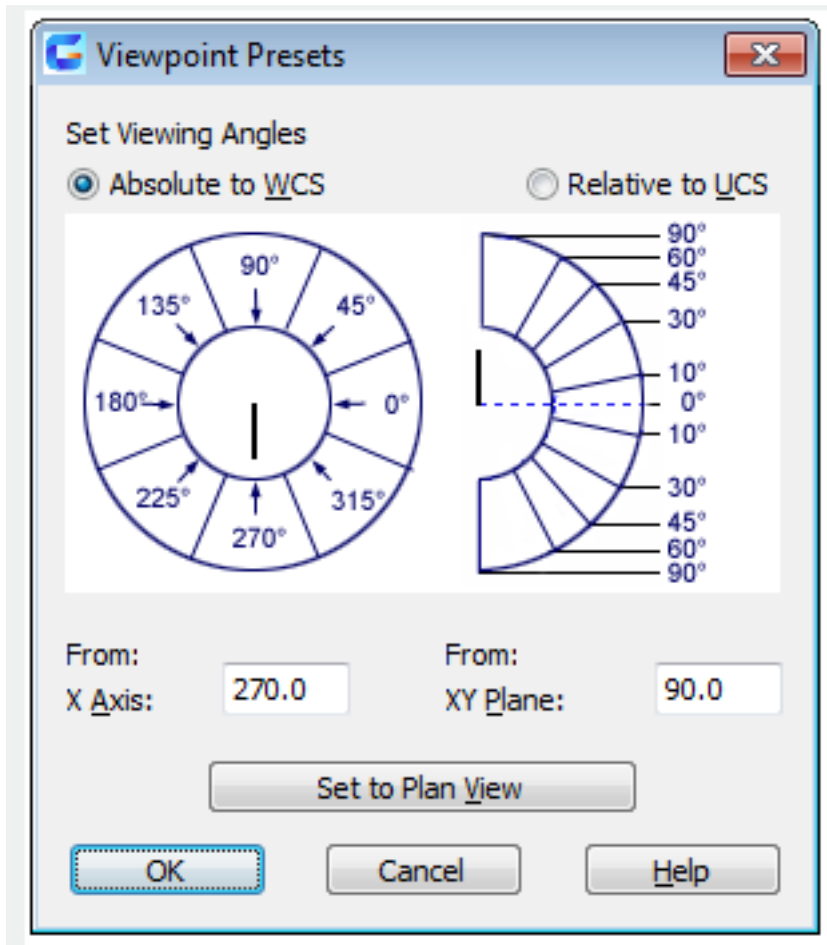 Viewpoint Presets
Set Viewing Angles
Absolute to WCS
Relative to UCS
90°
135°
45°
180°
0°
225°
315°
270°
90°
60°
45°
30°
10°
0°
10°
30°
45°
60°
90°
From:
X Axis:
270.0
From:
XY Plane:
90.0
Set to Plan View
OK
Cancel
Help